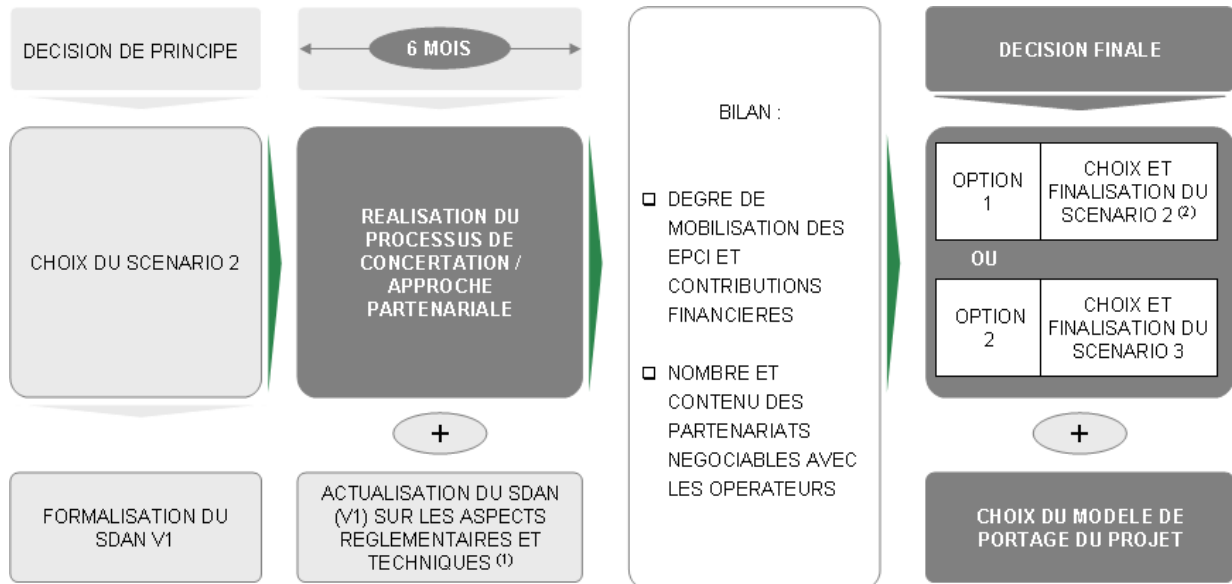 DECISION DE PRINCIPE
CHOIX DU SCENARIO 2
FORMALISATION DU
SDAN V1
6 MOIS
REALISATION DU
PROCESSUS DE
CONCERTATION /
APPROCHE
PARTENARIALE
+
ACTUALISATION DU SDAN
(V1) SUR LES ASPECTS
REGLEMENTAIRES ET
TECHNIQUES (1)
BILAN :
❑ DEGRE DE
MOBILISATION DES
EPCI ET
CONTRIBUTIONS
FINANCIERES
❑ NOMBRE ET
CONTENU DES
PARTENARIATS
NEGOCIABLES AVEC
LES OPERATEURS
DECISION FINALE
OPTION
1
CHOIX ET
FINALISATION DU
SCENARIO 2 (2)
OU
OPTION
2
CHOIX ET
FINALISATION DU
SCENARIO 3
+
CHOIX DU MODELE DE
PORTAGE DU PROJET